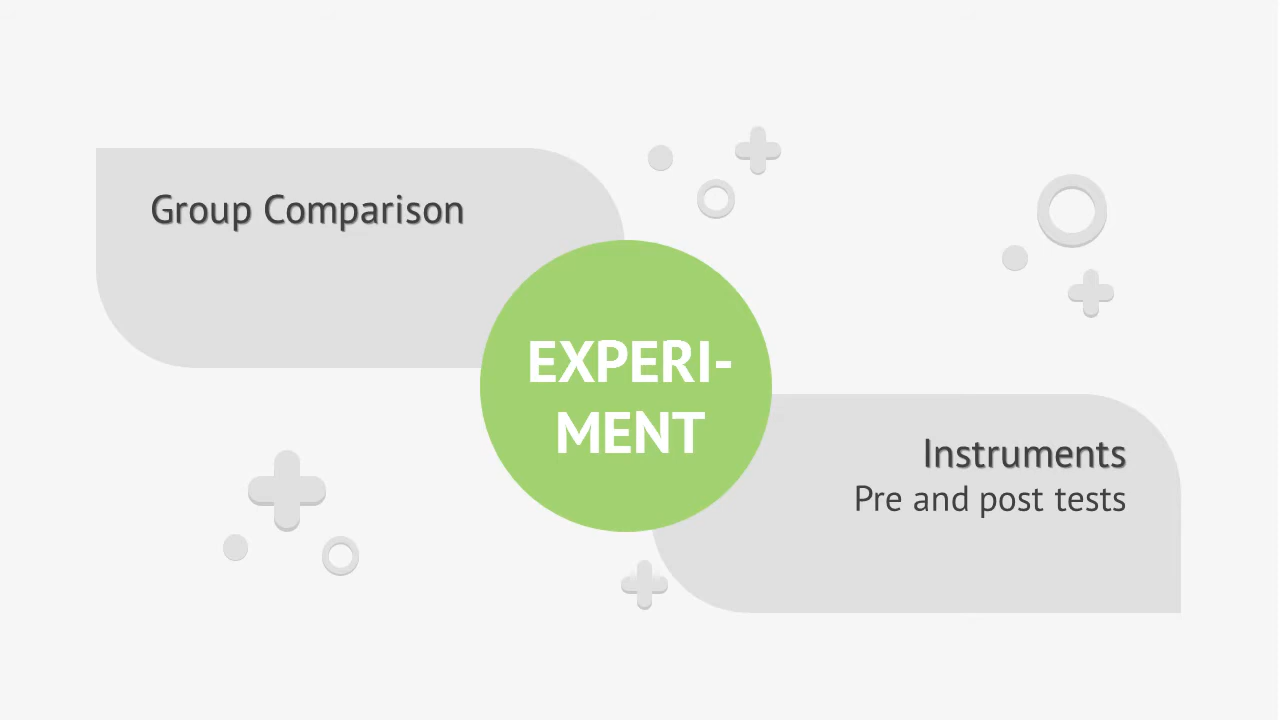 Group Comparison
EXPERI-
MENT
Instruments
Pre and post tests